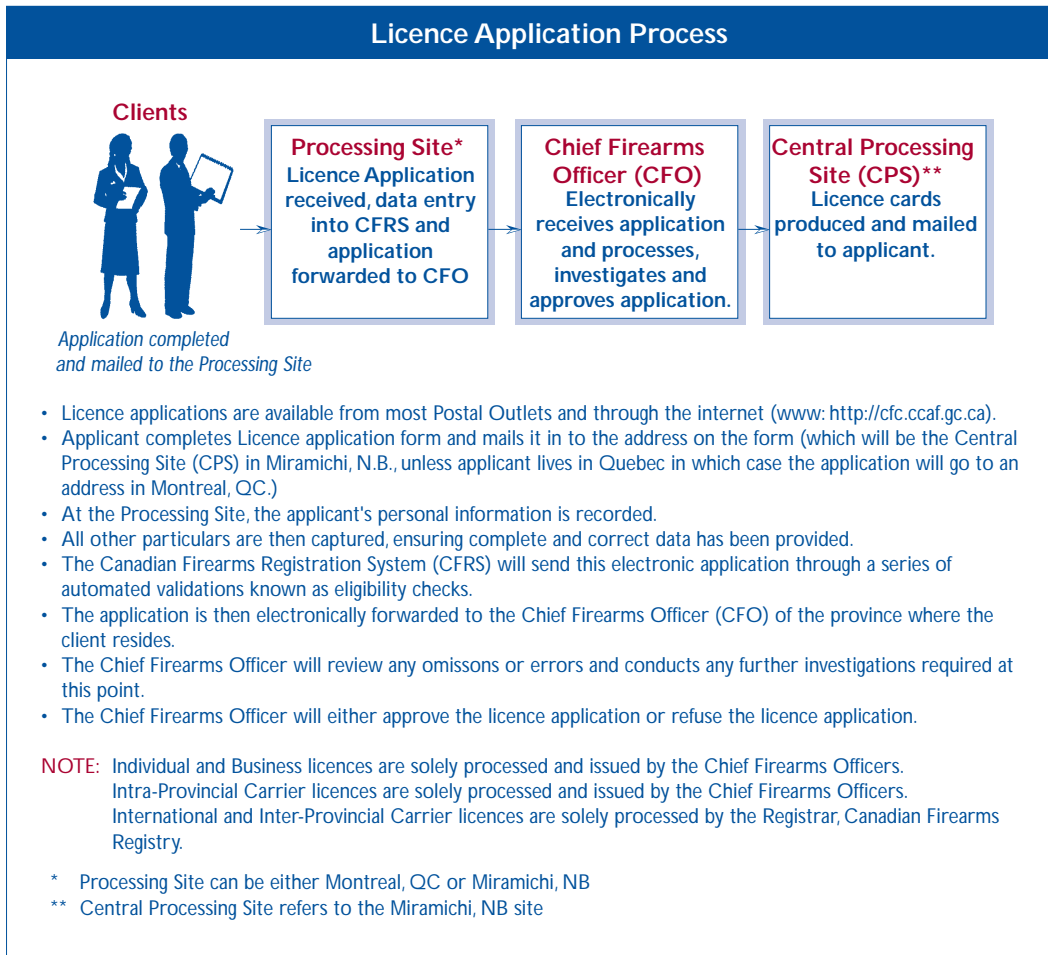 Licence Application Process
Clients
Application completed
and mailed to the Processing Site
Processing Site*
Licence Application
received, data entry
into CFRS and
application
forwarded to CFO
Chief Firearms
Officer (CFO)
Electronically
receives application
and processes,
investigates and
approves application.
Central Processing
Site (CPS)**
Licence cards
produced and mailed
to applicant.
• Licence applications are available from most Postal Outlets and through the internet (www: http://cfc.ccaf.gc.ca).
• Applicant completes Licence application form and mails it in to the address on the form (which will be the Central
Processing Site (CPS) in Miramichi, N.B., unless applicant lives in Quebec in which case the application will go to an
address in Montreal, QC.)
• At the Processing Site, the applicant's personal information is recorded.
• All other particulars are then captured, ensuring complete and correct data has been provided.
• The Canadian Firearms Registration System (CFRS) will send this electronic application through a series of
automated validations known as eligibility checks.
• The application is then electronically forwarded to the Chief Firearms Officer (CFO) of the province where the
client resides.
• The Chief Firearms Officer will review any omissons or errors and conducts any further investigations required at
this point.
• The Chief Firearms Officer will either approve the licence application or refuse the licence application.
NOTE: Individual and Business licences are solely processed and issued by the Chief Firearms Officers.
Intra-Provincial Carrier licences are solely processed and issued by the Chief Firearms Officers.
International and Inter-Provincial Carrier licences are solely processed by the Registrar, Canadian Firearms
Registry.
* Processing Site can be either Montreal, QC or Miramichi, NB
** Central Processing Site refers to the Miramichi, NB site